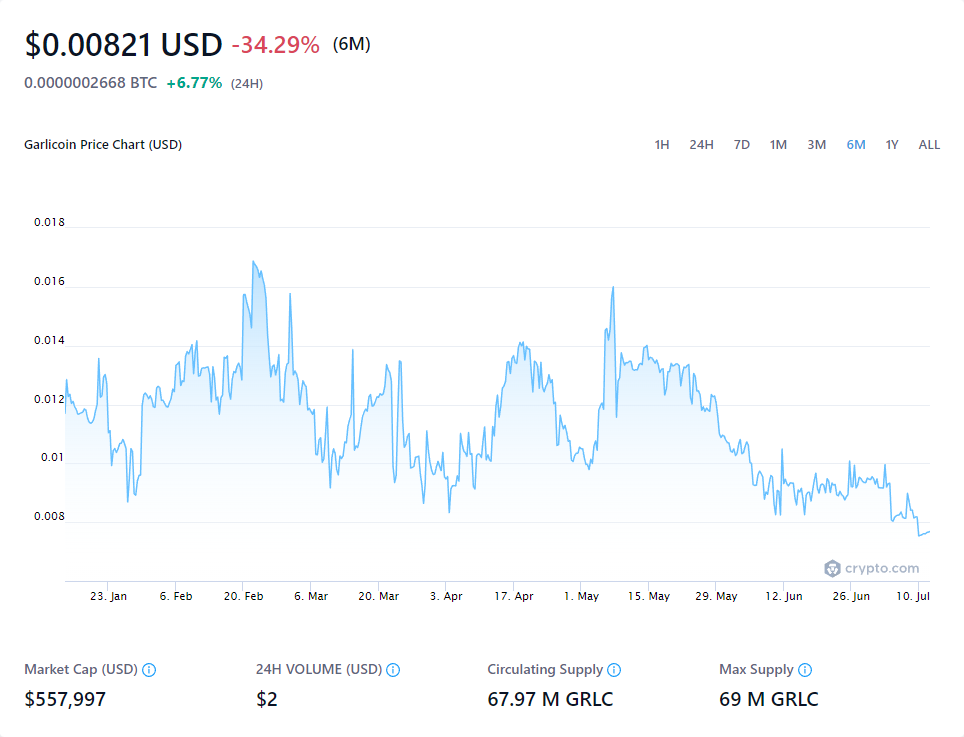 $0.00821 USD -34.29% (6M)
0.0000002668 BTC +6.77% (24H)
Garlicoin Price Chart (USD) 1H 24H 7D 1M 3M 6M 1Y ALL
0.018
0.016
0.014
0.012
0.01
0.008
crypto.com
23. Jan 6. Feb 20. Feb 6. Mar 20. Mar 3. Apr 17. Apr 1. May 15. May 29. May 12. Jun 26. Jun 10. Jul
Market Cap (USD) 24H VOLUME (USD) Circulating Supply Max Supply
$557,997 $2 67.97 M GRLC 69 M GRLC